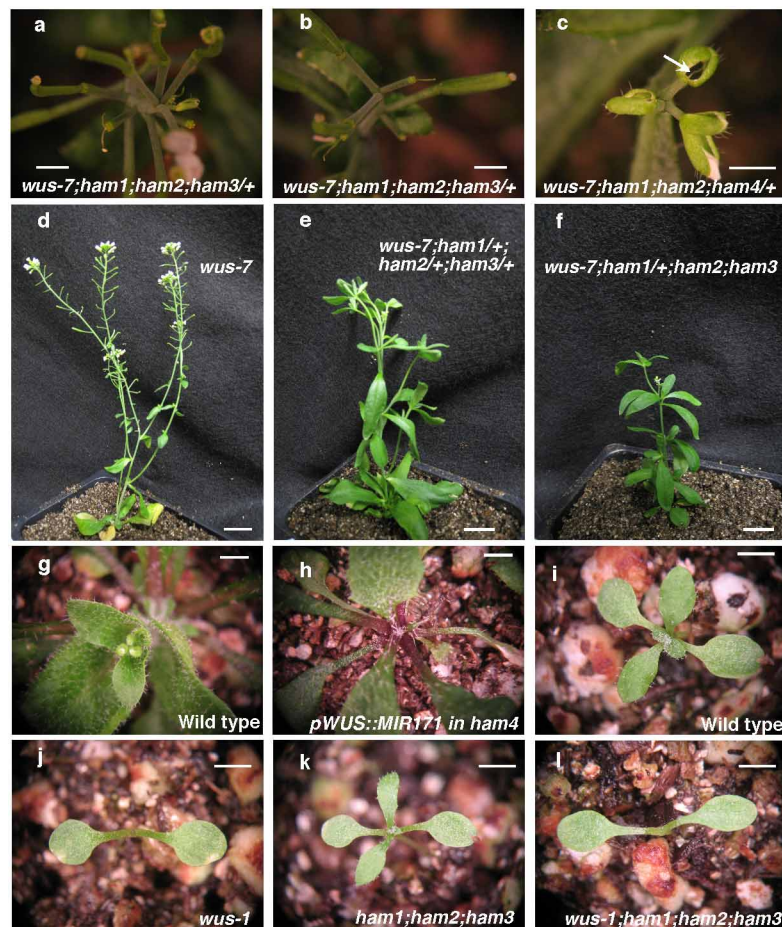 a
wus-7;ham1;ham2;ham3/+
b
wus-7;ham1;ham2;ham3/+
c
wus-7;ham1;ham2;ham4/+
d
wus-7
e
wus-7;ham1/+;
ham2/+;ham3/+
f
wus-7;ham1/+;ham2;ham3
g
Wild type
h
pWUS::MIR171 in ham4
i
Wild type
j
wus-1
k
ham1;ham2;ham3
l
wus-1;ham1;ham2;ham3